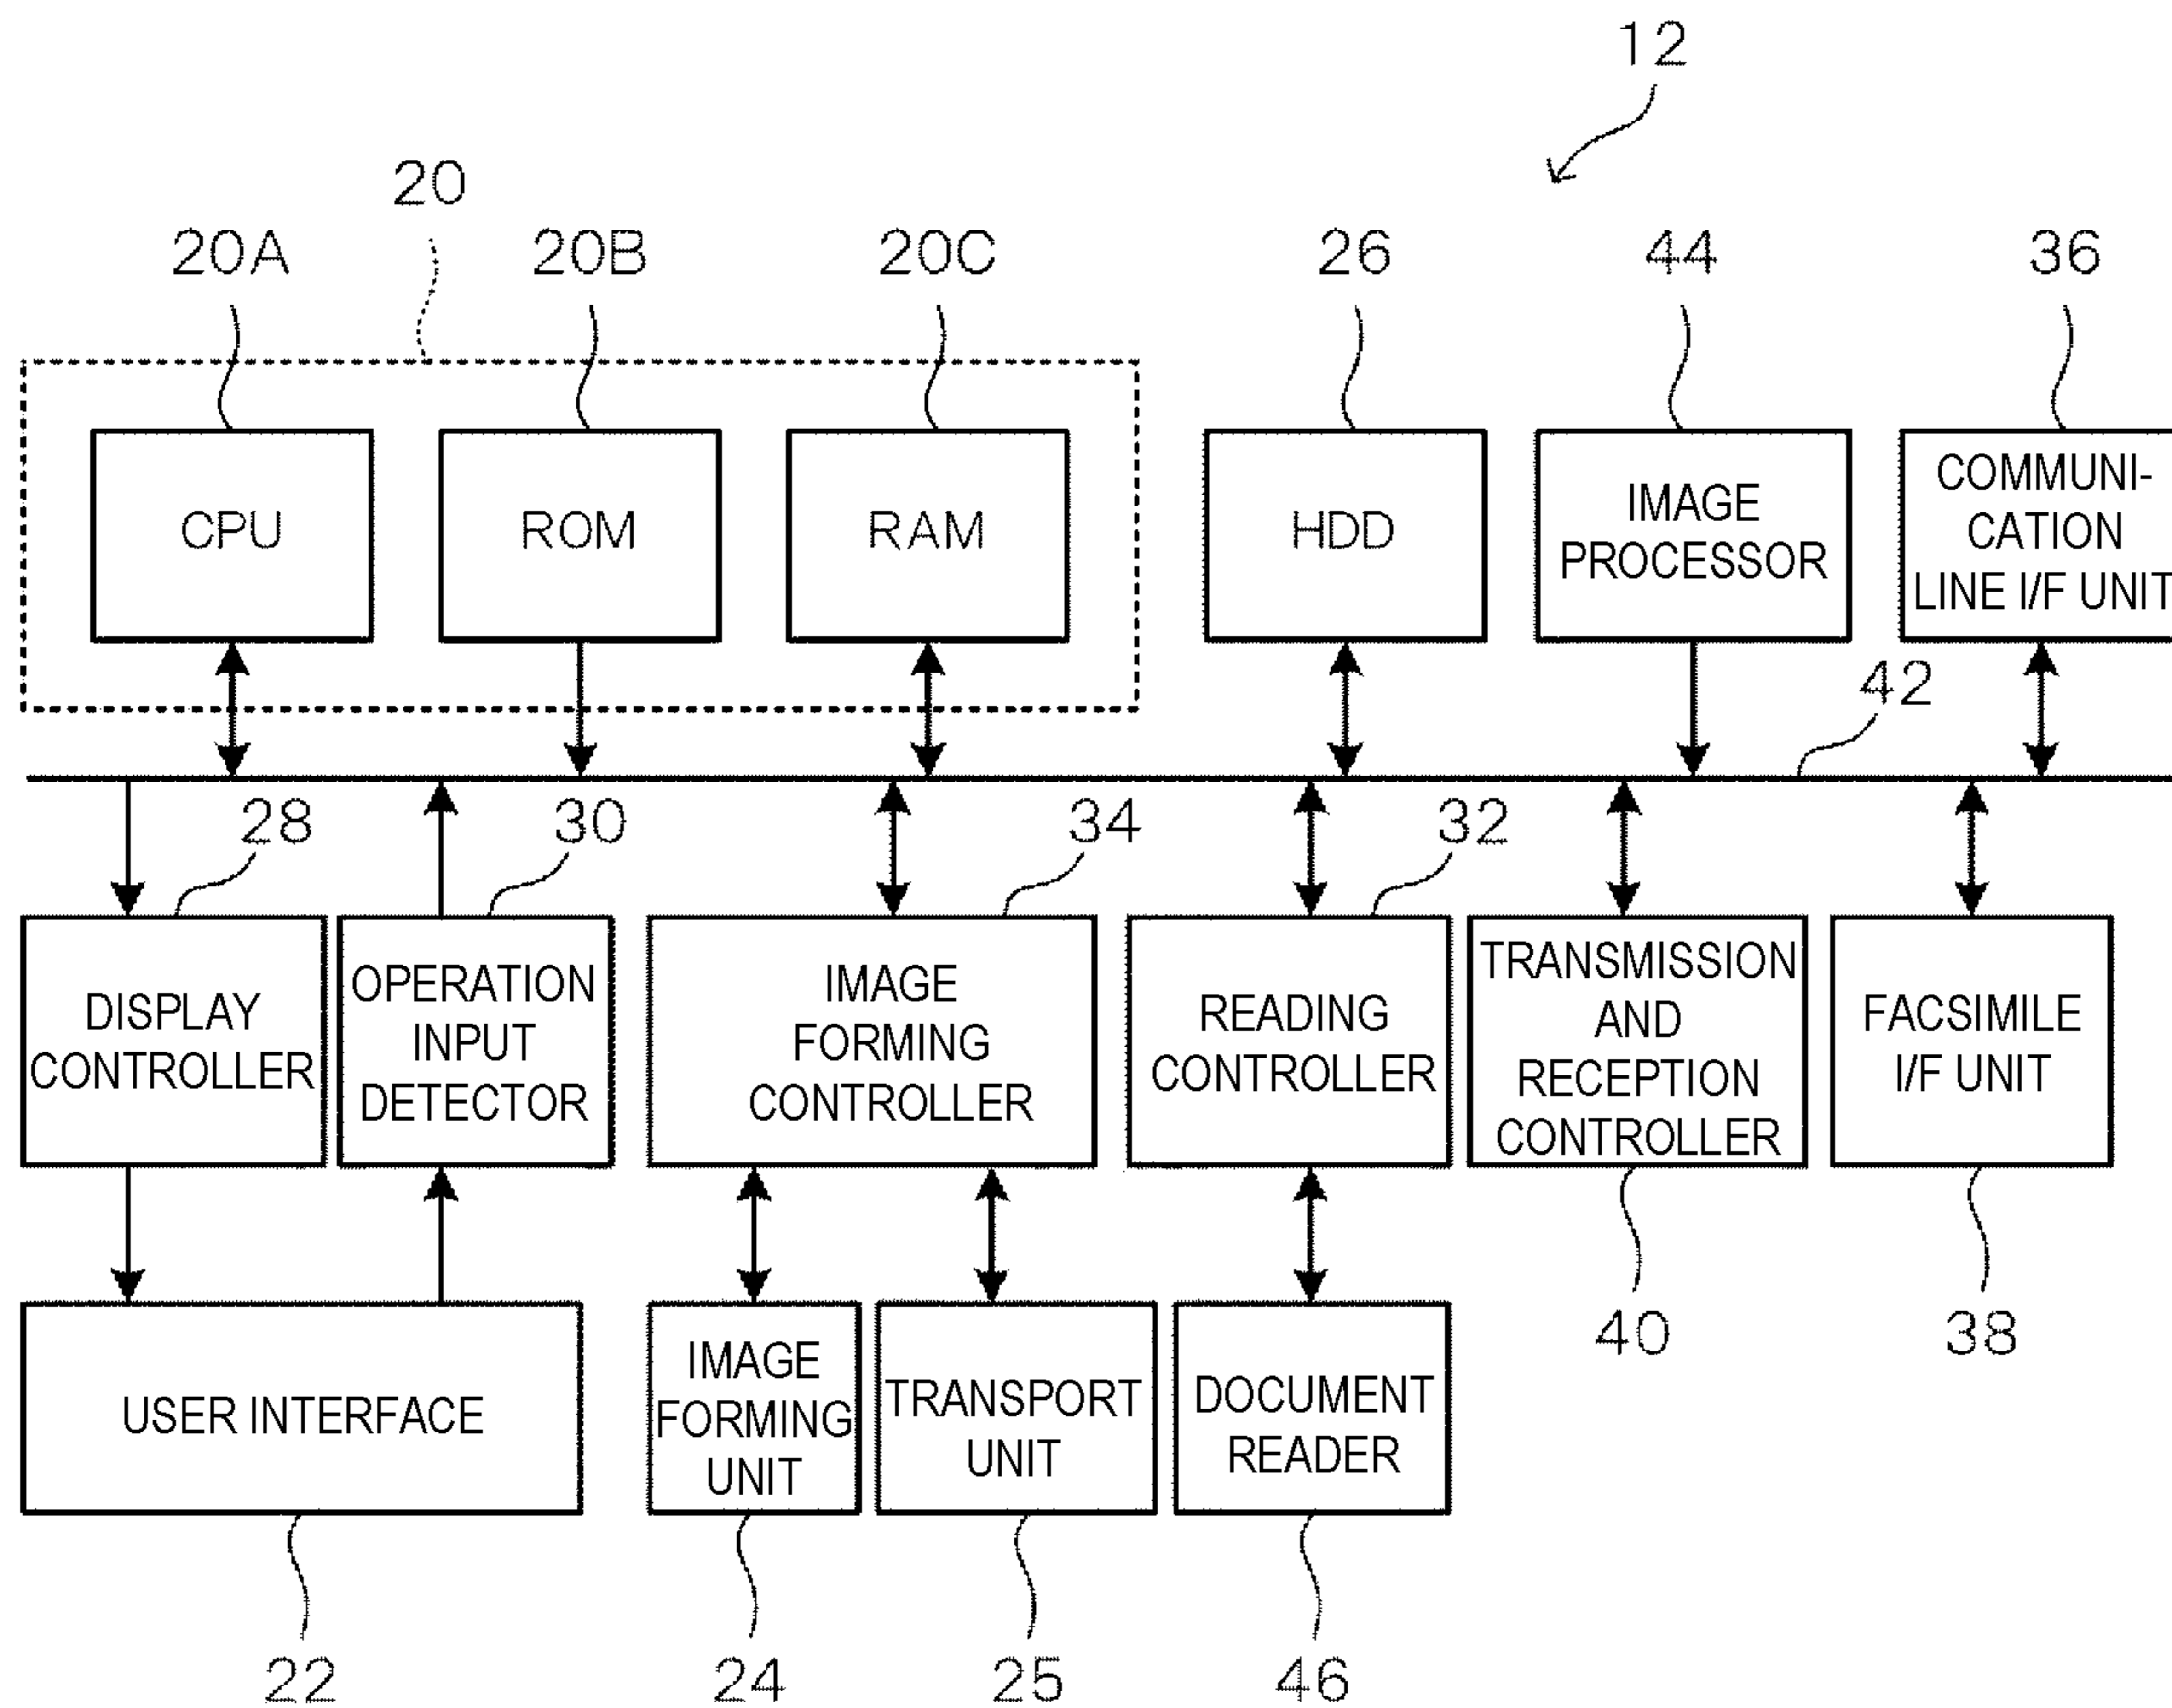 12
20
20A
20B
20C
26
44
36
CPU
ROM
RAM
HDD
IMAGE
PROCESSOR
COMMUNI-
CATION
LINE I/F UNIT
42
28
30
34
32
DISPLAY
CONTROLLER
OPERATION
INPUT
DETECTOR
IMAGE
FORMING
CONTROLLER
READING
CONTROLLER
TRANSMISSION
AND
RECEPTION
CONTROLLER
FACSIMILE
I/F UNIT
40
38
USER INTERFACE
IMAGE
FORMING
UNIT
TRANSPORT
UNIT
DOCUMENT
READER
22
24
25
46